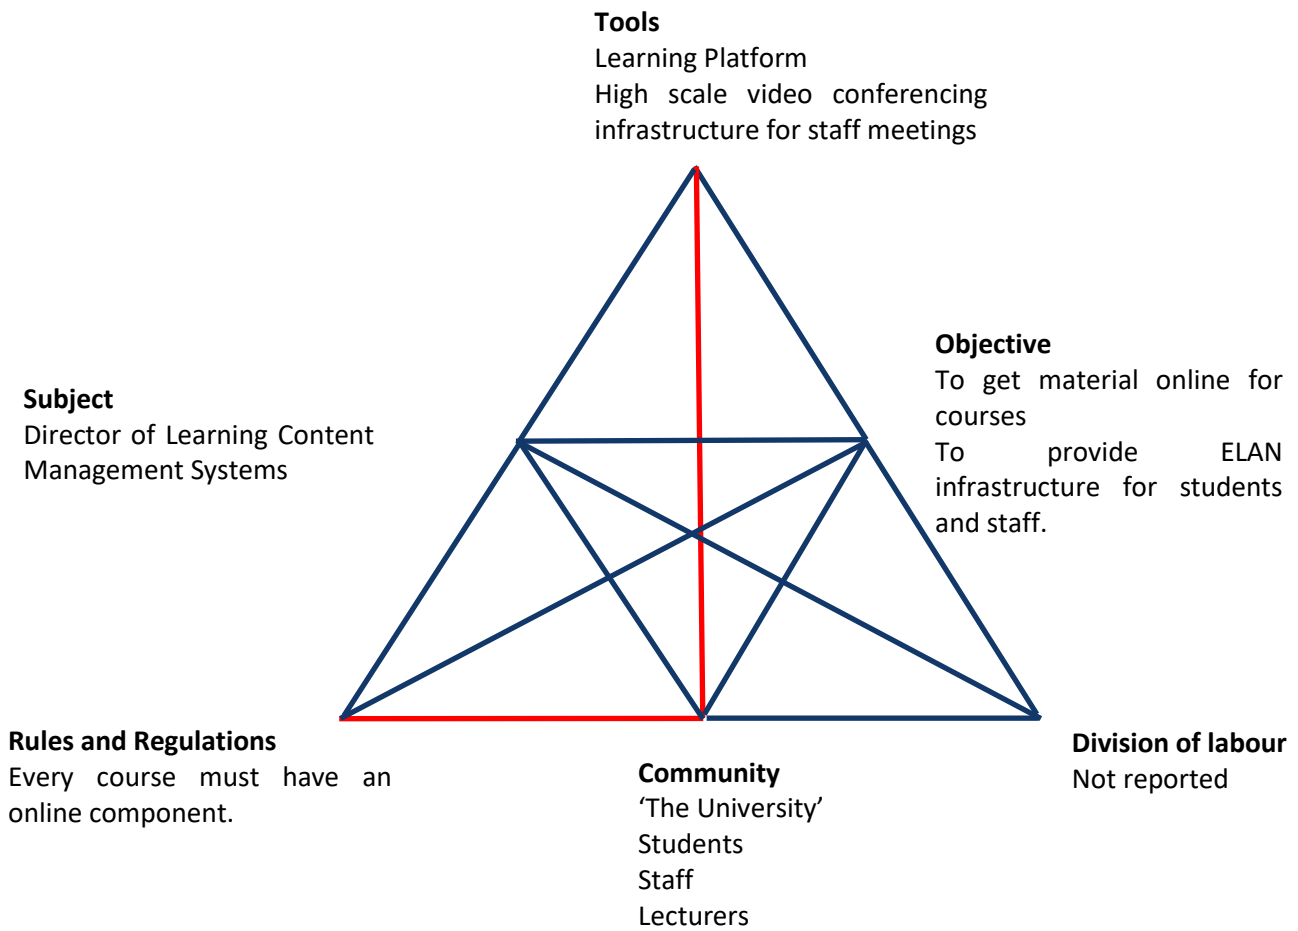 Tools
Learning Platform
High scale video conferencing
infrastructure for staff meetings
Objective
To get material online for
courses
To provide ELAN
infrastructure for students
and staff.
Subject
Director of Learning Content
Management Systems
Rules and Regulations
Every course must have an
online component.
Community
‘The University’
Students
Staff
Lecturers
Division of labour
Not reported